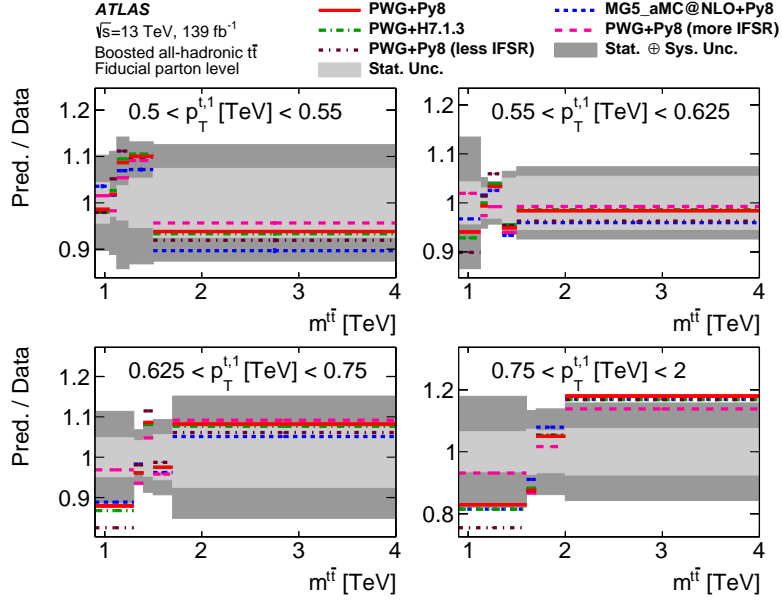 ATLAS
√s=13 TeV, 139 fb⁻¹
Boosted all-hadronic tt̄
Fiducial parton level
PWG+Py8
PWG+H7.1.3
PWG+Py8 (less IFSR)
Stat. Unc.
MG5_aMC@NLO+Py8
PWG+Py8 (more IFSR)
Stat. ⊕ Sys. Unc.
Pred. / Data
1.2
1.1
1
0.9
0.5 < p_T^{t,1} [TeV] < 0.55
1 2 3 4
m^{tt̄} [TeV]
Pred. / Data
1.2
1.1
1
0.9
0.55 < p_T^{t,1} [TeV] < 0.625
1 2 3 4
m^{tt̄} [TeV]
Pred. / Data
1.2
1.1
1
0.9
0.625 < p_T^{t,1} [TeV] < 0.75
1 2 3 4
m^{tt̄} [TeV]
Pred. / Data
1.2
1
0.8
0.75 < p_T^{t,1} [TeV] < 2
1 2 3 4
m^{tt̄} [TeV]